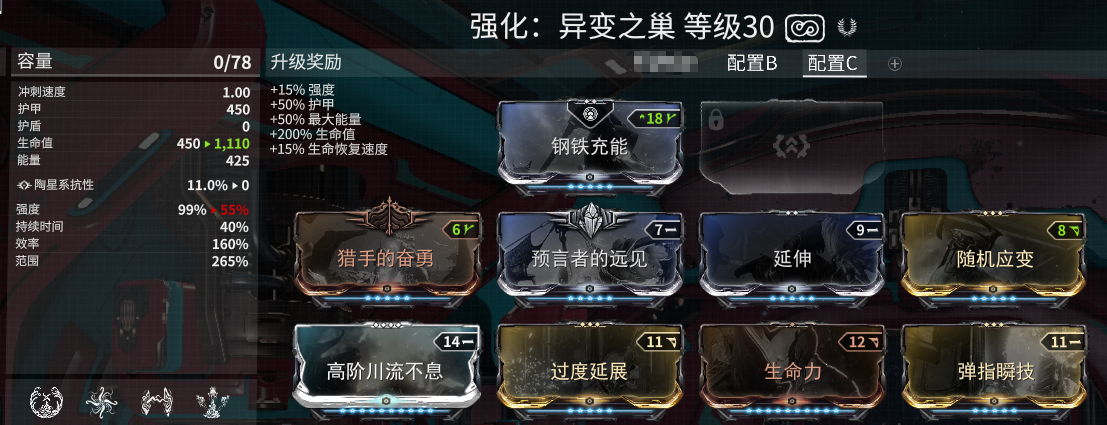 强化：异变之巢 等级30
容量 0/78
升级奖励
配置B 配置C
冲刺速度 1.00
护甲 450
护盾 0
生命值 450 ▸ 1,110
能量 425
陶星系抗性 11.0% ▸ 0
强度 99% ▸ 55%
持续时间 40%
效率 160%
范围 265%
+15% 强度
+50% 护甲
+50% 最大能量
+200% 生命值
+15% 生命恢复速度
18
钢铁充能
6
猎手的奋勇
7
预言者的远见
9
延伸
8
随机应变
14
高阶川流不息
11
过度延展
12
生命力
11
弹指瞬技